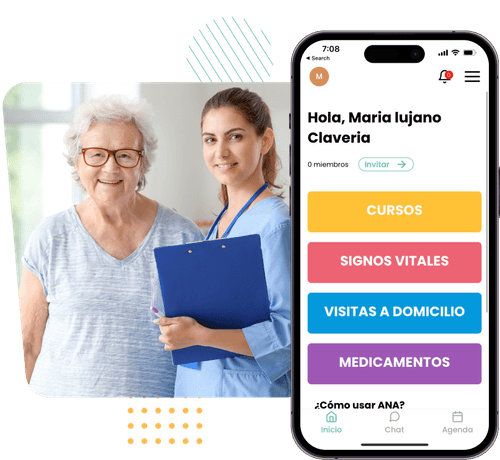 7:08
◂ Search
M
Hola, Maria lujano
Claveria
0 miembros
Invitar →
CURSOS
SIGNOS VITALES
VISITAS A DOMICILIO
MEDICAMENTOS
¿Cómo usar ANA?
Inicio
Chat
Agenda